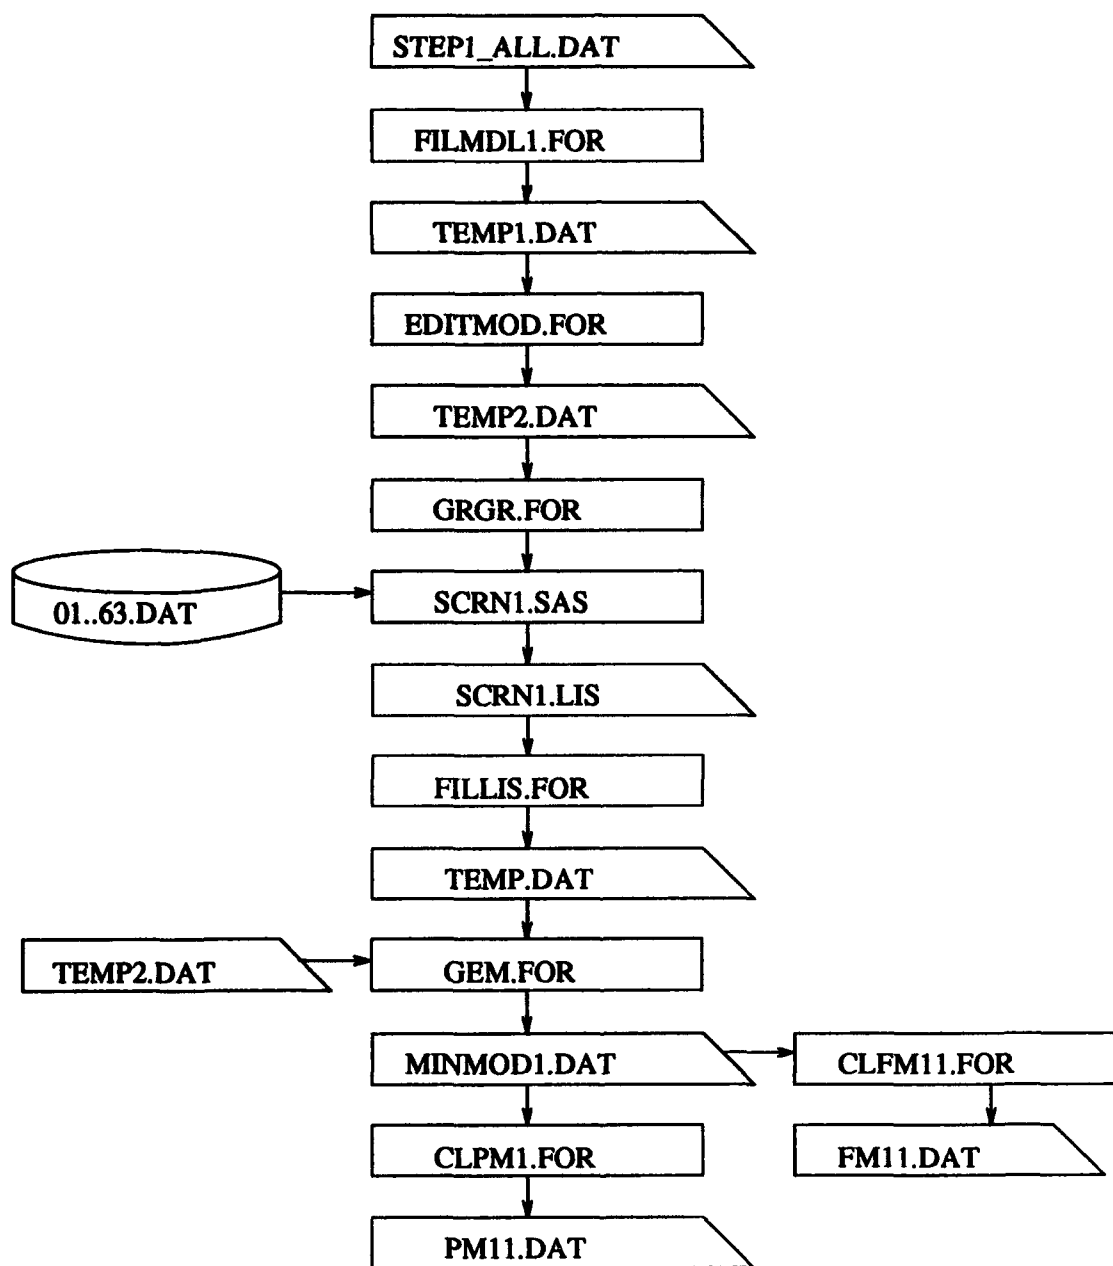 STEP1_ALL.DAT
FILMDL1.FOR
TEMP1.DAT
EDITMOD.FOR
TEMP2.DAT
GRGR.FOR
01..63.DAT
SCRN1.SAS
SCRN1.LIS
FILLIS.FOR
TEMP.DAT
TEMP2.DAT
GEM.FOR
MINMOD1.DAT
CLFM11.FOR
CLPM1.FOR
FM11.DAT
PM11.DAT